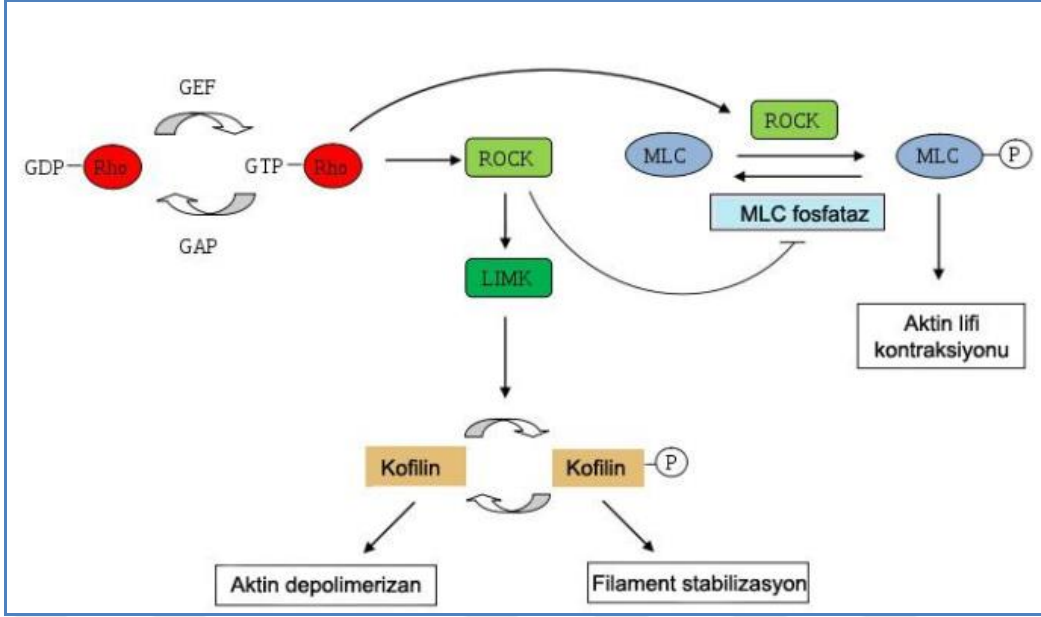 GEF
GDP
Rho
GTP
Rho
GAP
ROCK
LIMK
ROCK
MLC
MLC
P
MLC fosfataz
Aktin lifi
kontraksiyonu
Kofilin
Kofilin
P
Aktin depolimerizan
Filament stabilizasyon